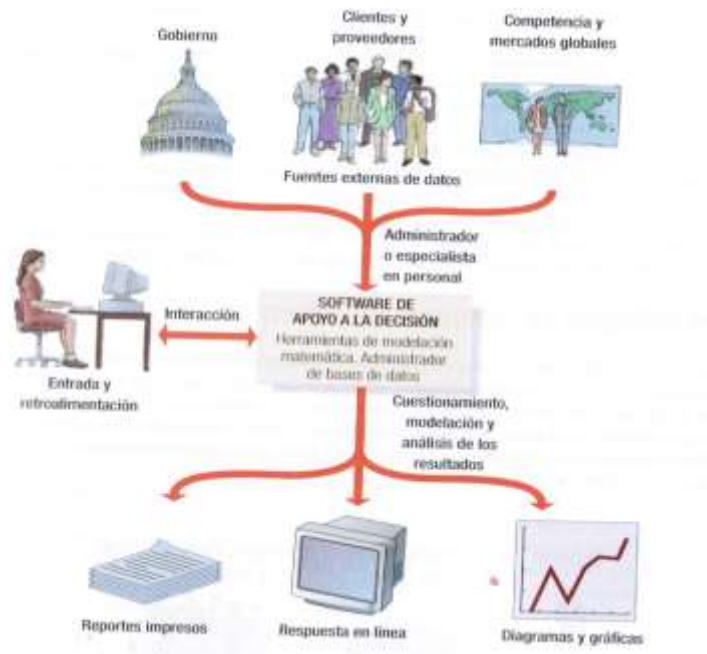 Gobierno
Clientes y
proveedores
Competencia y
mercados globales
Fuentes externas de datos
Administrador
o especialista
en personal
Interacción
SOFTWARE DE
APOYO A LA DECISIÓN
Herramientas de modelación
matemática. Administrador
de bases de datos
Entrada y
retroalimentación
Cuestionamiento,
modelación y
análisis de los
resultados
Reportes impresos
Respuesta en línea
Diagramas y gráficas